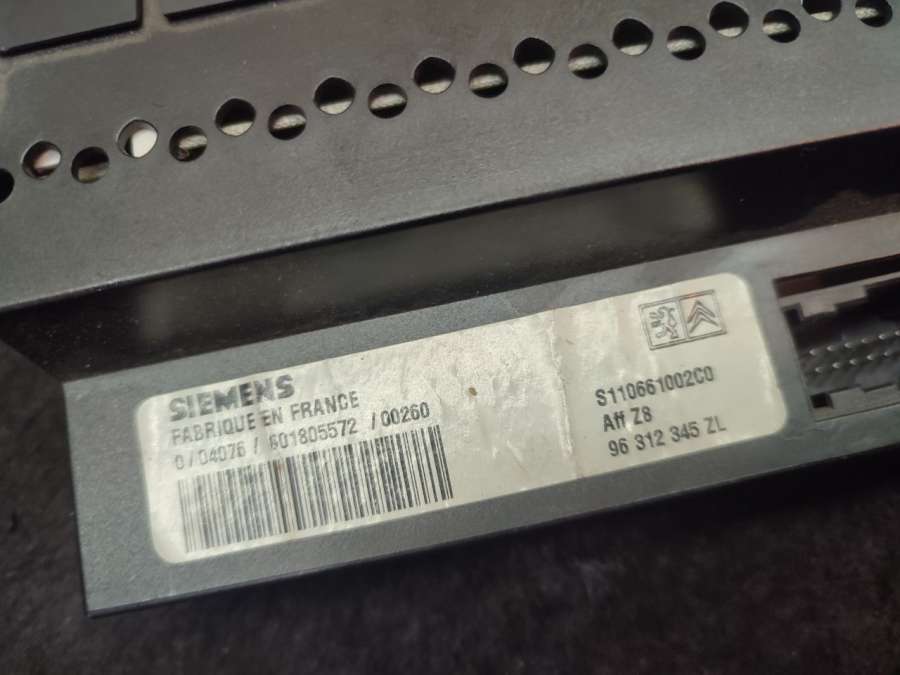 SIEMENS
FABRIQUE EN FRANCE
0/04076/601805572/00260
S110661002C0
Aff Z8
96 312 345 ZL